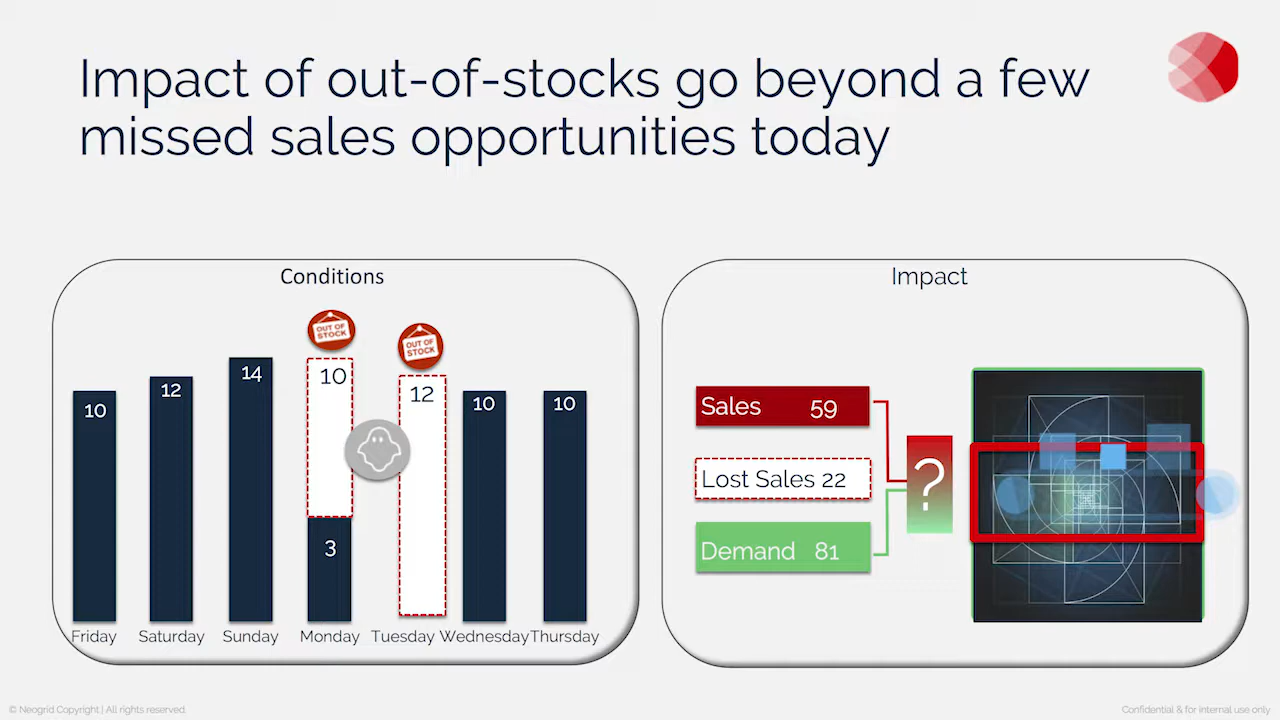 Impact of out-of-stocks go beyond a few
missed sales opportunities today
Conditions
OUT OF
STOCK
OUT OF
STOCK
10
12
14
10
12
10
10
3
Friday
Saturday
Sunday
Monday
Tuesday
Wednesday
Thursday
Impact
Sales 59
Lost Sales 22
Demand 81
?
© Neogrid Copyright | All rights reserved.
Confidential & for internal use only